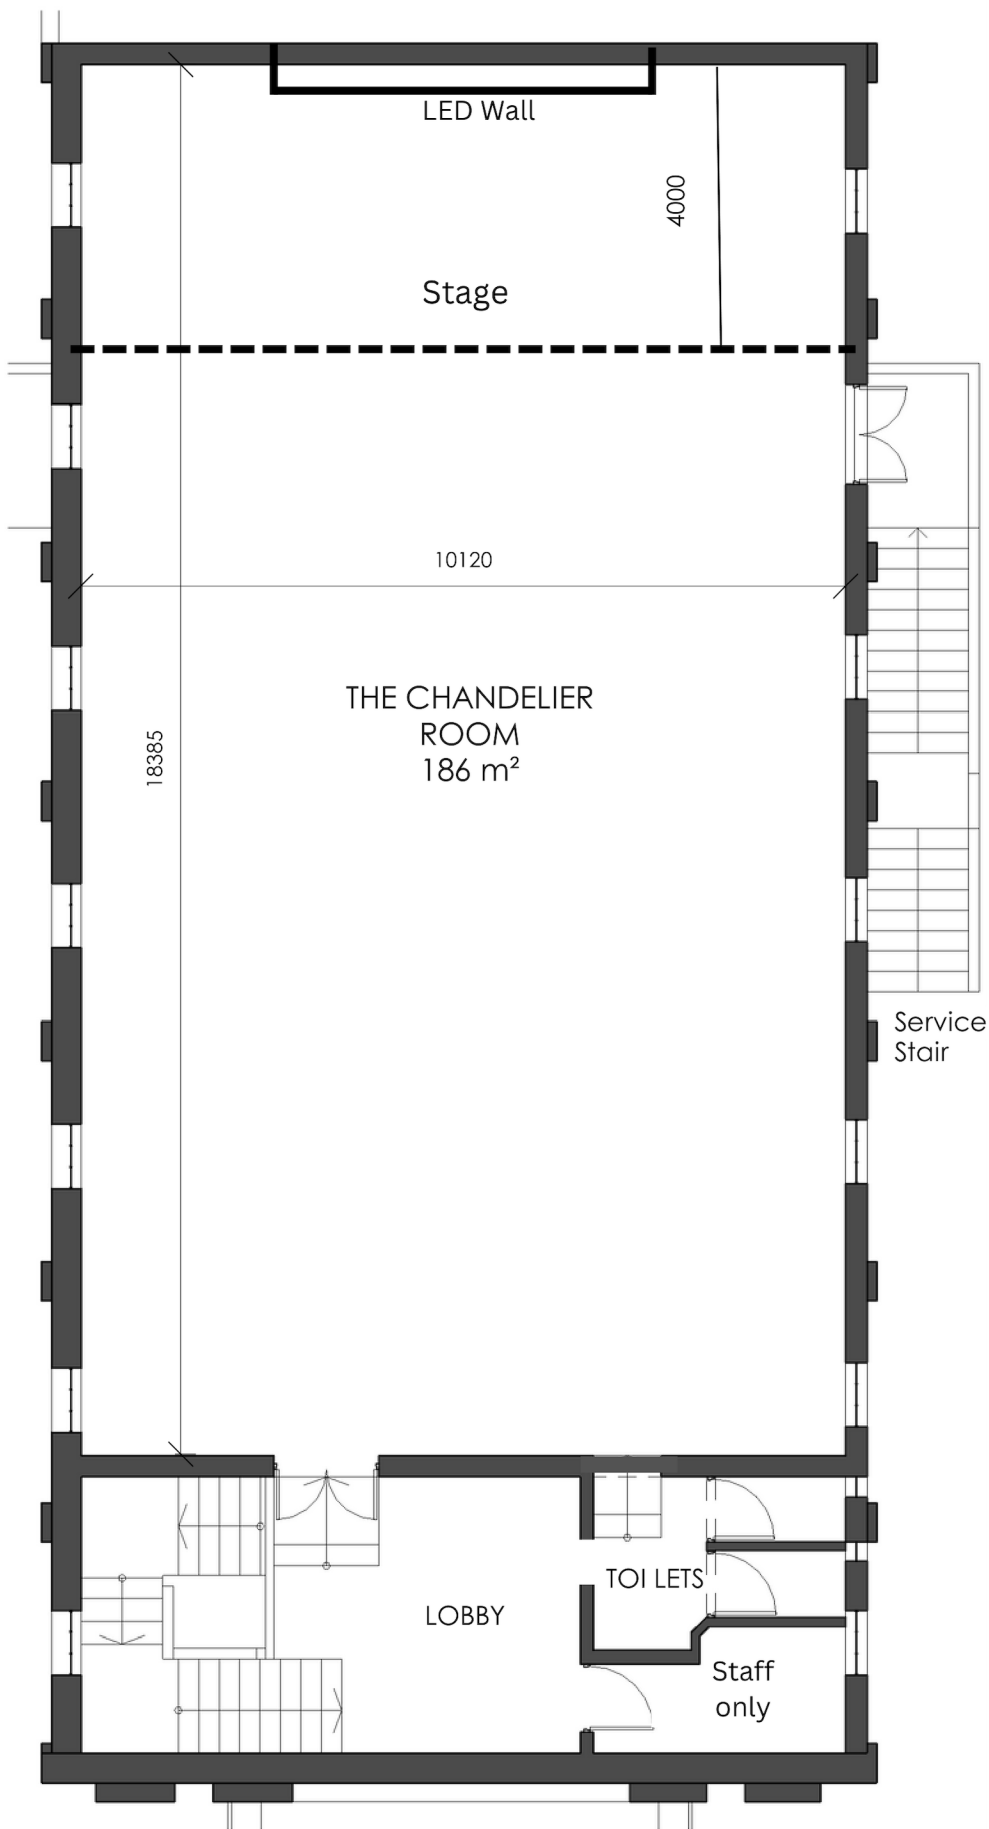 LED Wall
4000
Stage
10120
THE CHANDELIER
ROOM
186 m²
18385
Service
Stair
TOI LETS
LOBBY
Staff
only